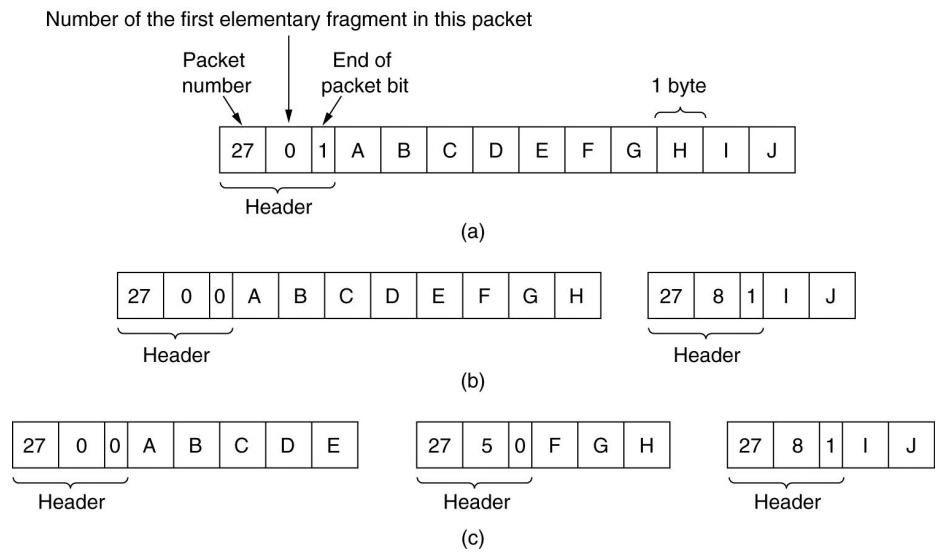 Number of the first elementary fragment in this packet
Packet number
End of packet bit
1 byte
27 0 1 A B C D E F G H I J
Header
(a)
27 0 0 A B C D E F G H
27 8 1 I J
Header
Header
(b)
27 0 0 A B C D E
27 5 0 F G H
27 8 1 I J
Header
Header
Header
(c)